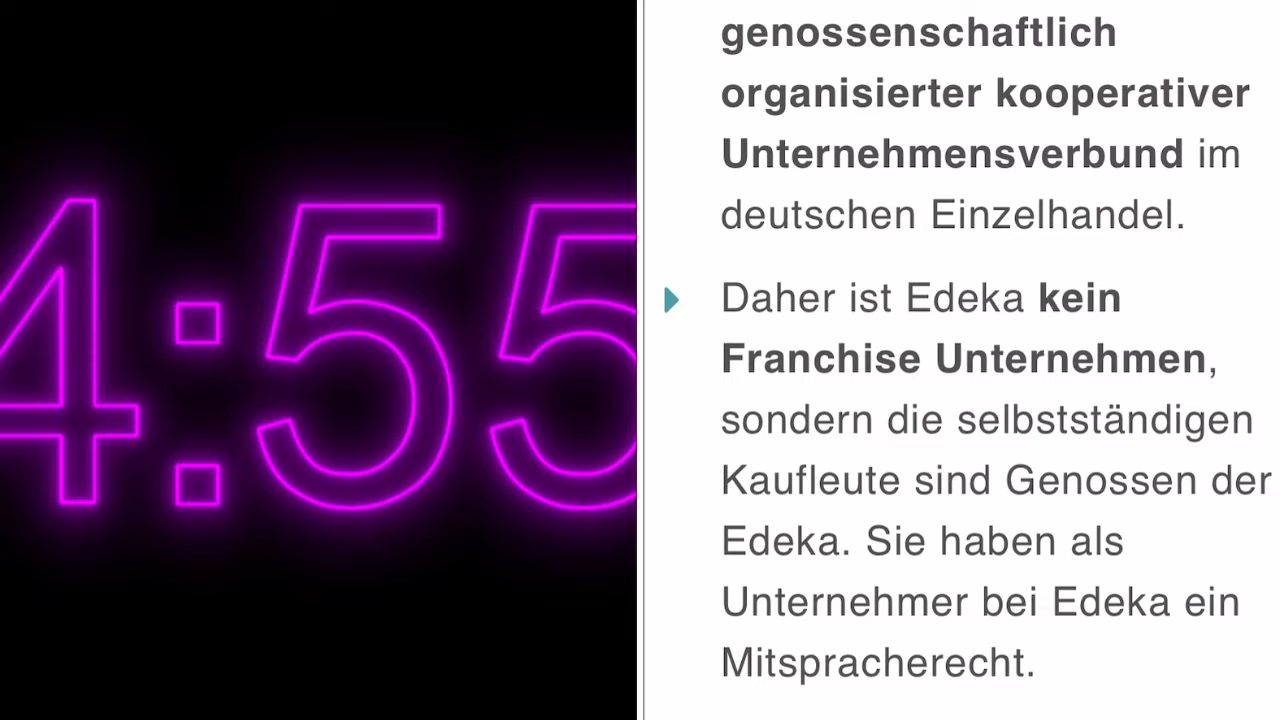 4:55
genossenschaftlich
organisierter kooperativer
Unternehmensverbund im
deutschen Einzelhandel.
Daher ist Edeka kein
Franchise Unternehmen,
sondern die selbstständigen
Kaufleute sind Genossen der
Edeka. Sie haben als
Unternehmer bei Edeka ein
Mitspracherecht.